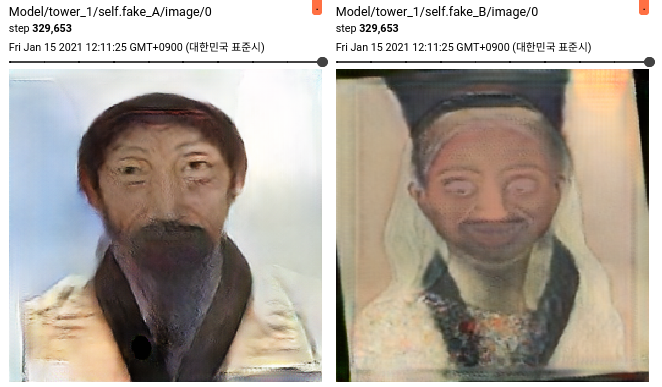 Model/tower_1/self.fake_A/image/0
step 329,653
Fri Jan 15 2021 12:11:25 GMT+0900 (대한민국 표준시)
Model/tower_1/self.fake_B/image/0
step 329,653
Fri Jan 15 2021 12:11:25 GMT+0900 (대한민국 표준시)